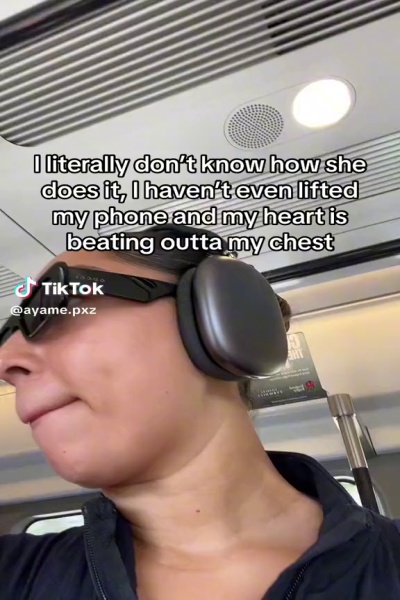 I literally don't know how she
does it, I haven't even lifted
my phone and my heart is
beating outta my chest
TikTok
@ayame.pxz